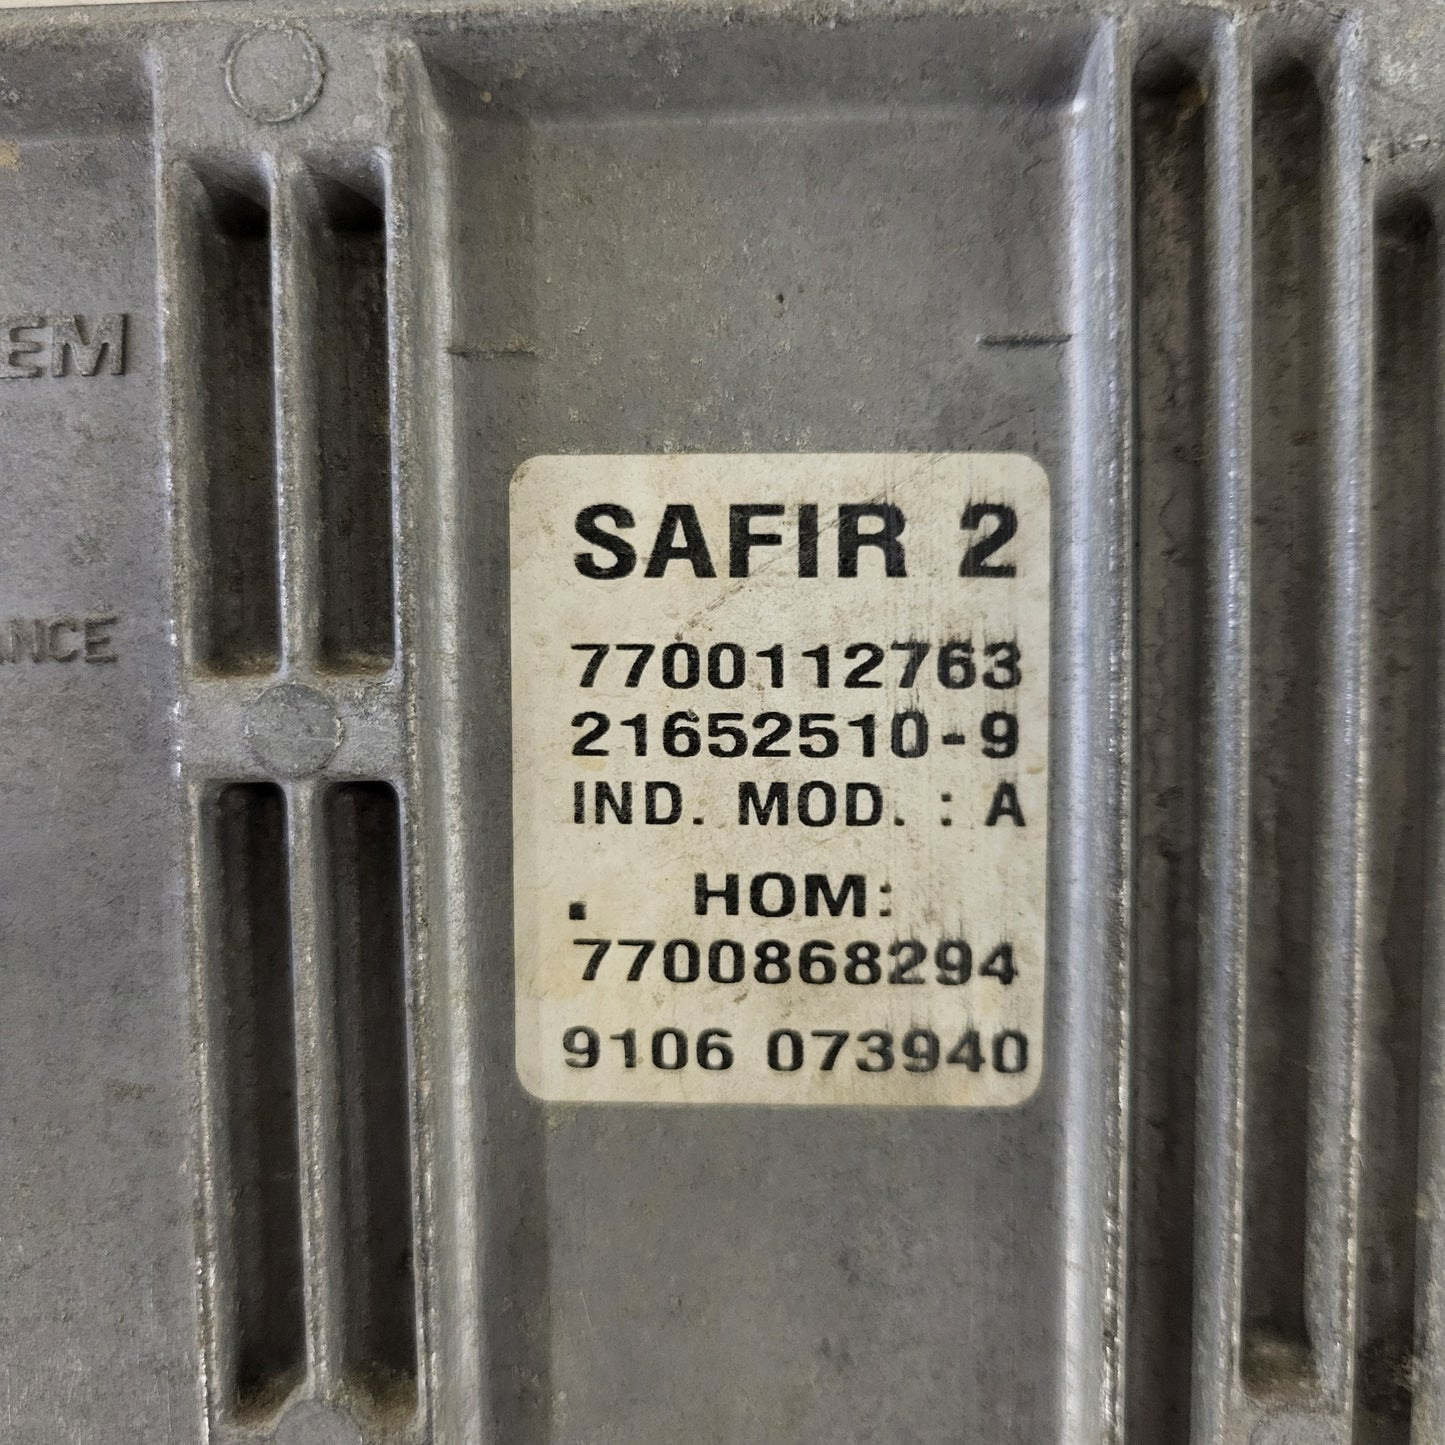 EM
ANCE
SAFIR 2
7700112763
21652510-9
IND. MOD. : A
. HOM:
7700868294
9106 073940